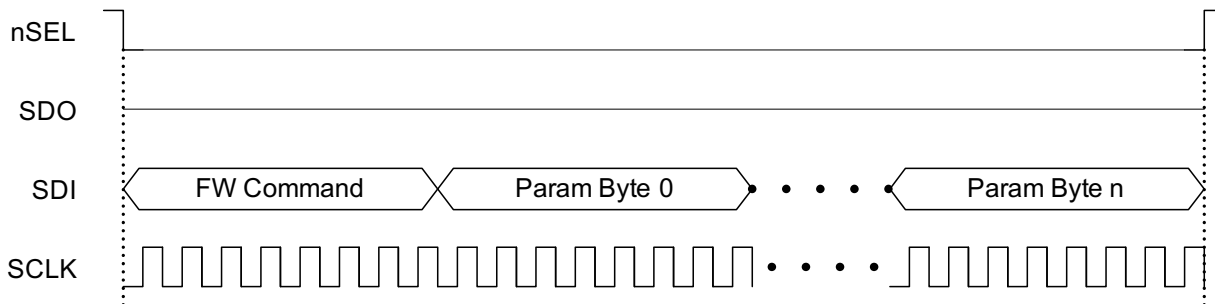 nSEL
SDO
SDI FW Command Param Byte 0 Param Byte n
SCLK